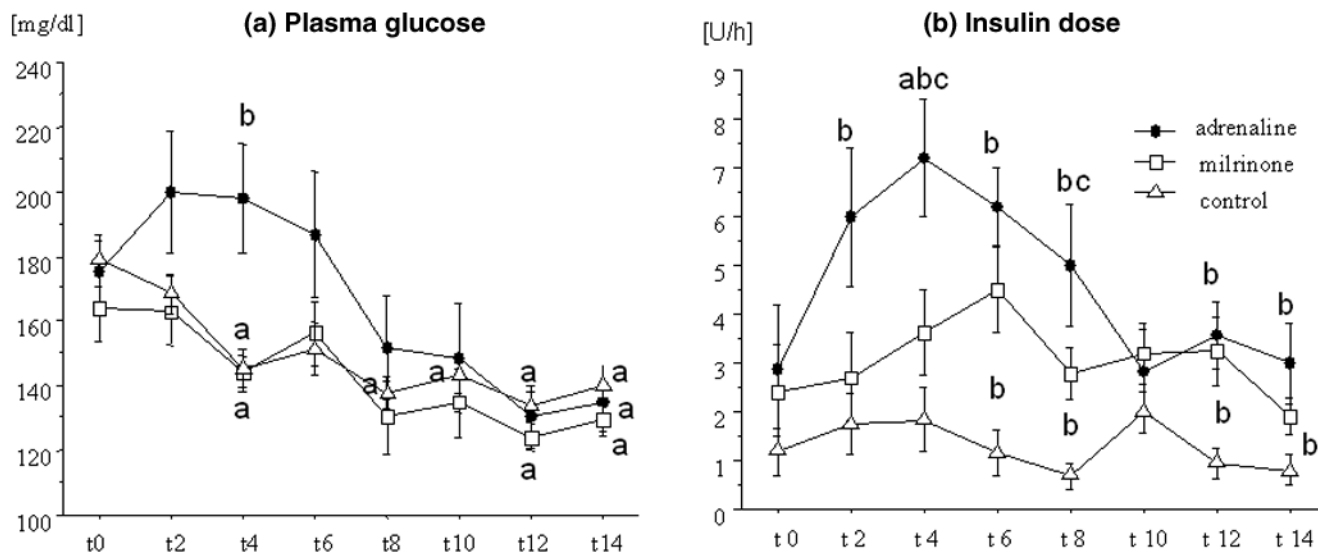 [mg/dl]
(a) Plasma glucose
240
220
200
180
160
140
120
100
b
a
a
a
a
a
a
a
a
a
t0 t2 t4 t6 t8 t10 t12 t14
[U/h]
(b) Insulin dose
9
8
7
6
5
4
3
2
1
0
b
abc
b
bc
b
b
b
b
b
b
adrenaline
milrinone
control
t 0 t 2 t 4 t 6 t 8 t 10 t 12 t 14